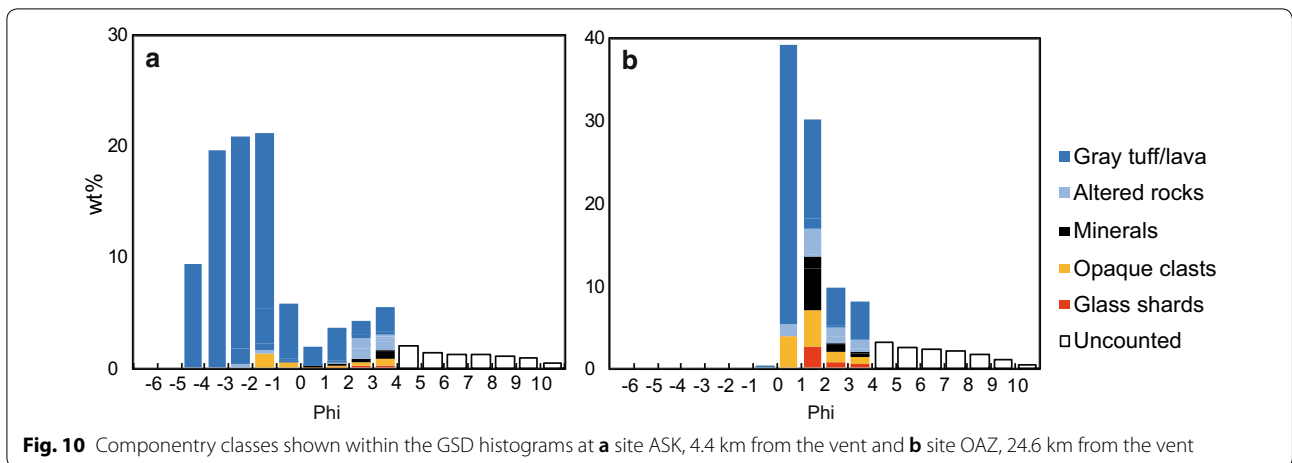 a
30
20
10
0
wt%
-6 -5 -4 -3 -2 -1 0 1 2 3 4 5 6 7 8 9 10
Phi
b
40
30
20
10
0
-6 -5 -4 -3 -2 -1 0 1 2 3 4 5 6 7 8 9 10
Phi
Gray tuff/lava
Altered rocks
Minerals
Opaque clasts
Glass shards
Uncounted
Fig. 10 Componentry classes shown within the GSD histograms at a site ASK, 4.4 km from the vent and b site OAZ, 24.6 km from the vent